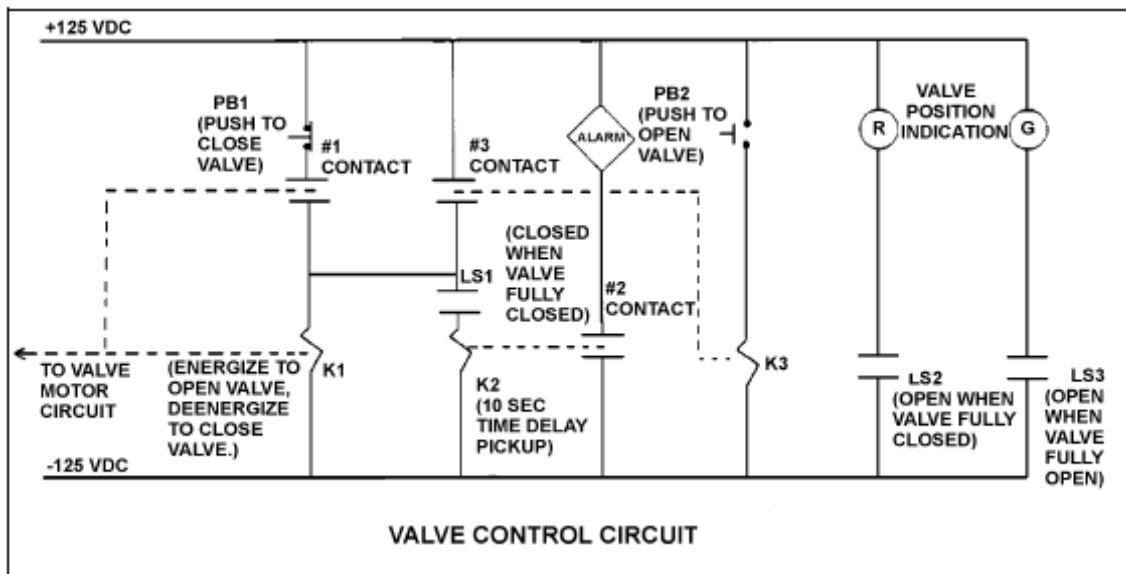 +125 VDC
PB1
(PUSH TO
CLOSE
VALVE)
#1
CONTACT
#3
CONTACT
ALARM
PB2
(PUSH TO
OPEN
VALVE)
R
VALVE
POSITION
INDICATION
G
(CLOSED
WHEN
VALVE
FULLY
CLOSED)
LS1
#2
CONTACT
TO VALVE
MOTOR
CIRCUIT
(ENERGIZE TO
OPEN VALVE,
DEENERGIZE
TO CLOSE
VALVE.)
K1
K2
(10 SEC
TIME DELAY
PICKUP)
K3
LS2
(OPEN WHEN
VALVE FULLY
CLOSED)
LS3
(OPEN
WHEN
VALVE
FULLY
OPEN)
-125 VDC
VALVE CONTROL CIRCUIT